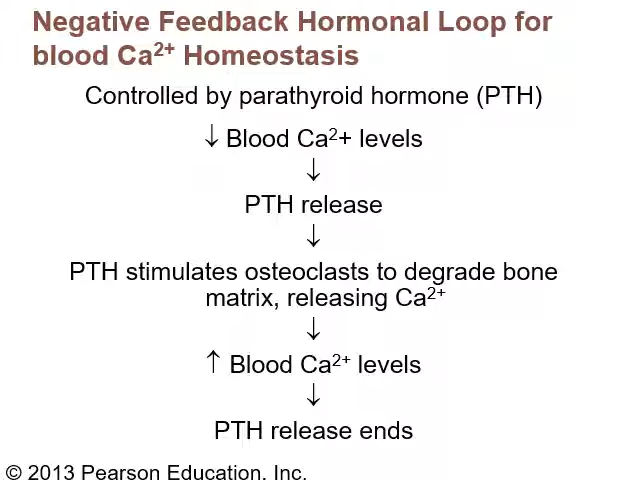 Negative Feedback Hormonal Loop for
blood Ca²⁺ Homeostasis
Controlled by parathyroid hormone (PTH)
↓ Blood Ca²+ levels
↓
PTH release
↓
PTH stimulates osteoclasts to degrade bone
matrix, releasing Ca²⁺
↓
↑ Blood Ca²⁺ levels
↓
PTH release ends
© 2013 Pearson Education, Inc.